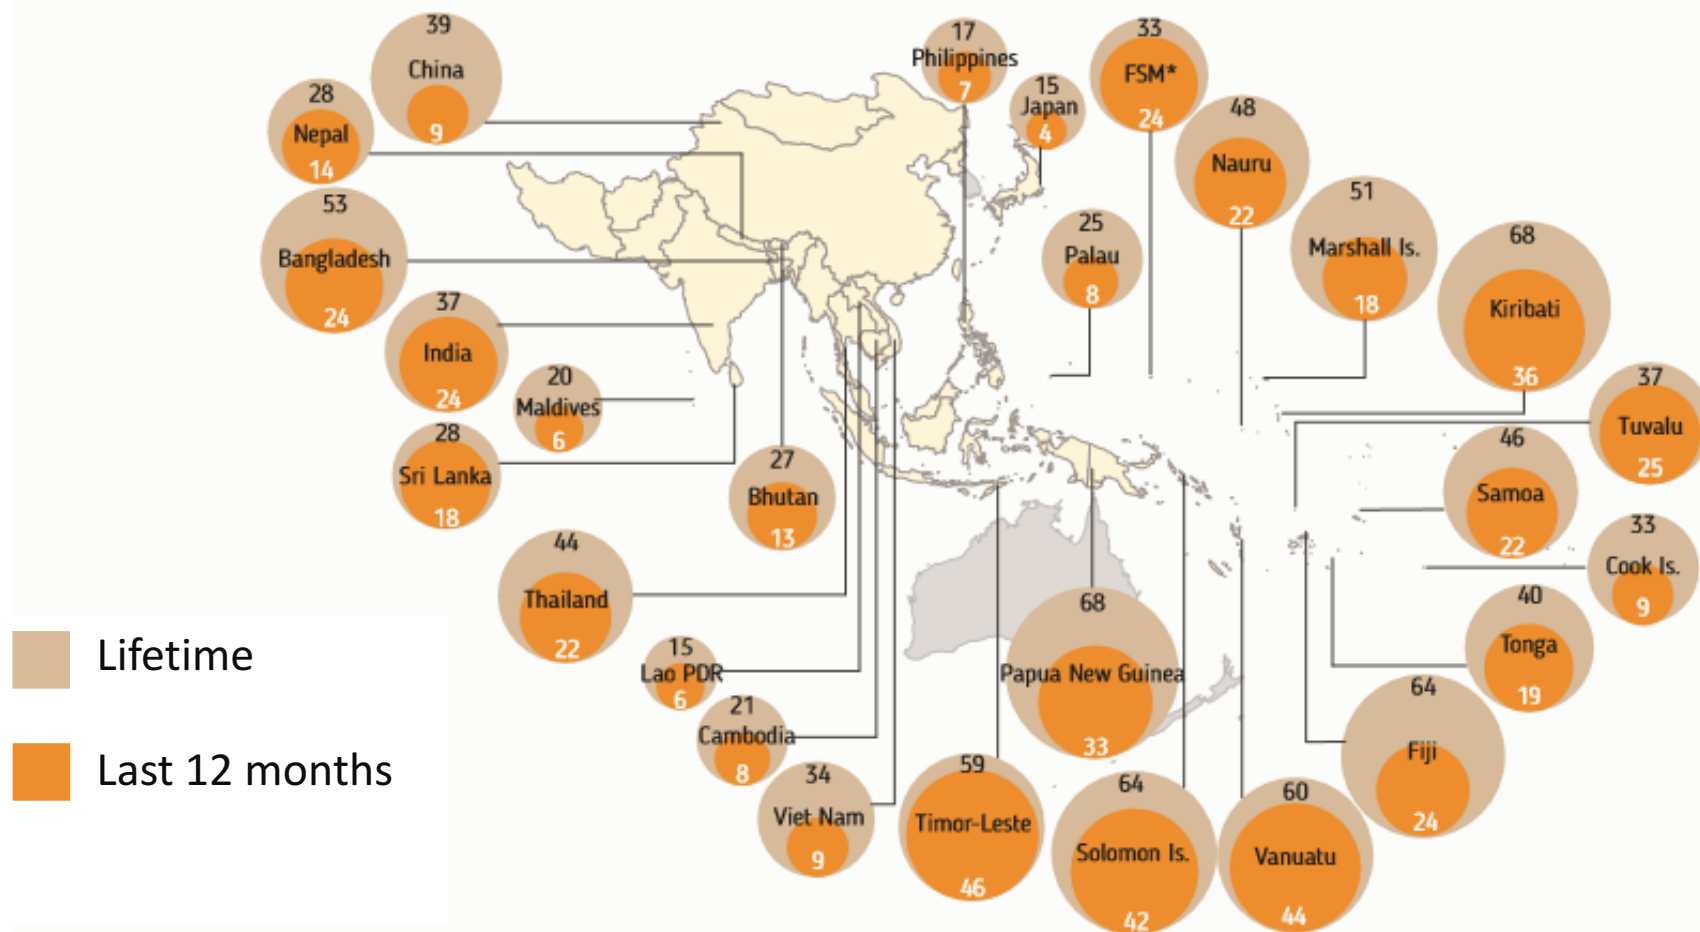 39
China
9
28
Nepal
14
53
Bangladesh
24
37
India
24
20
Maldives
6
28
Sri Lanka
18
27
Bhutan
13
44
Thailand
22
15
Lao PDR
6
21
Cambodia
8
34
Viet Nam
9
17
Philippines
7
15
Japan
4
33
FSM*
24
48
Nauru
22
25
Palau
8
51
Marshall Is.
18
68
Kiribati
36
37
Tuvalu
25
46
Samoa
22
33
Cook Is.
9
40
Tonga
19
64
Fiji
24
68
Papua New Guinea
33
59
Timor-Leste
46
64
Solomon Is.
42
60
Vanuatu
44
Lifetime
Last 12 months